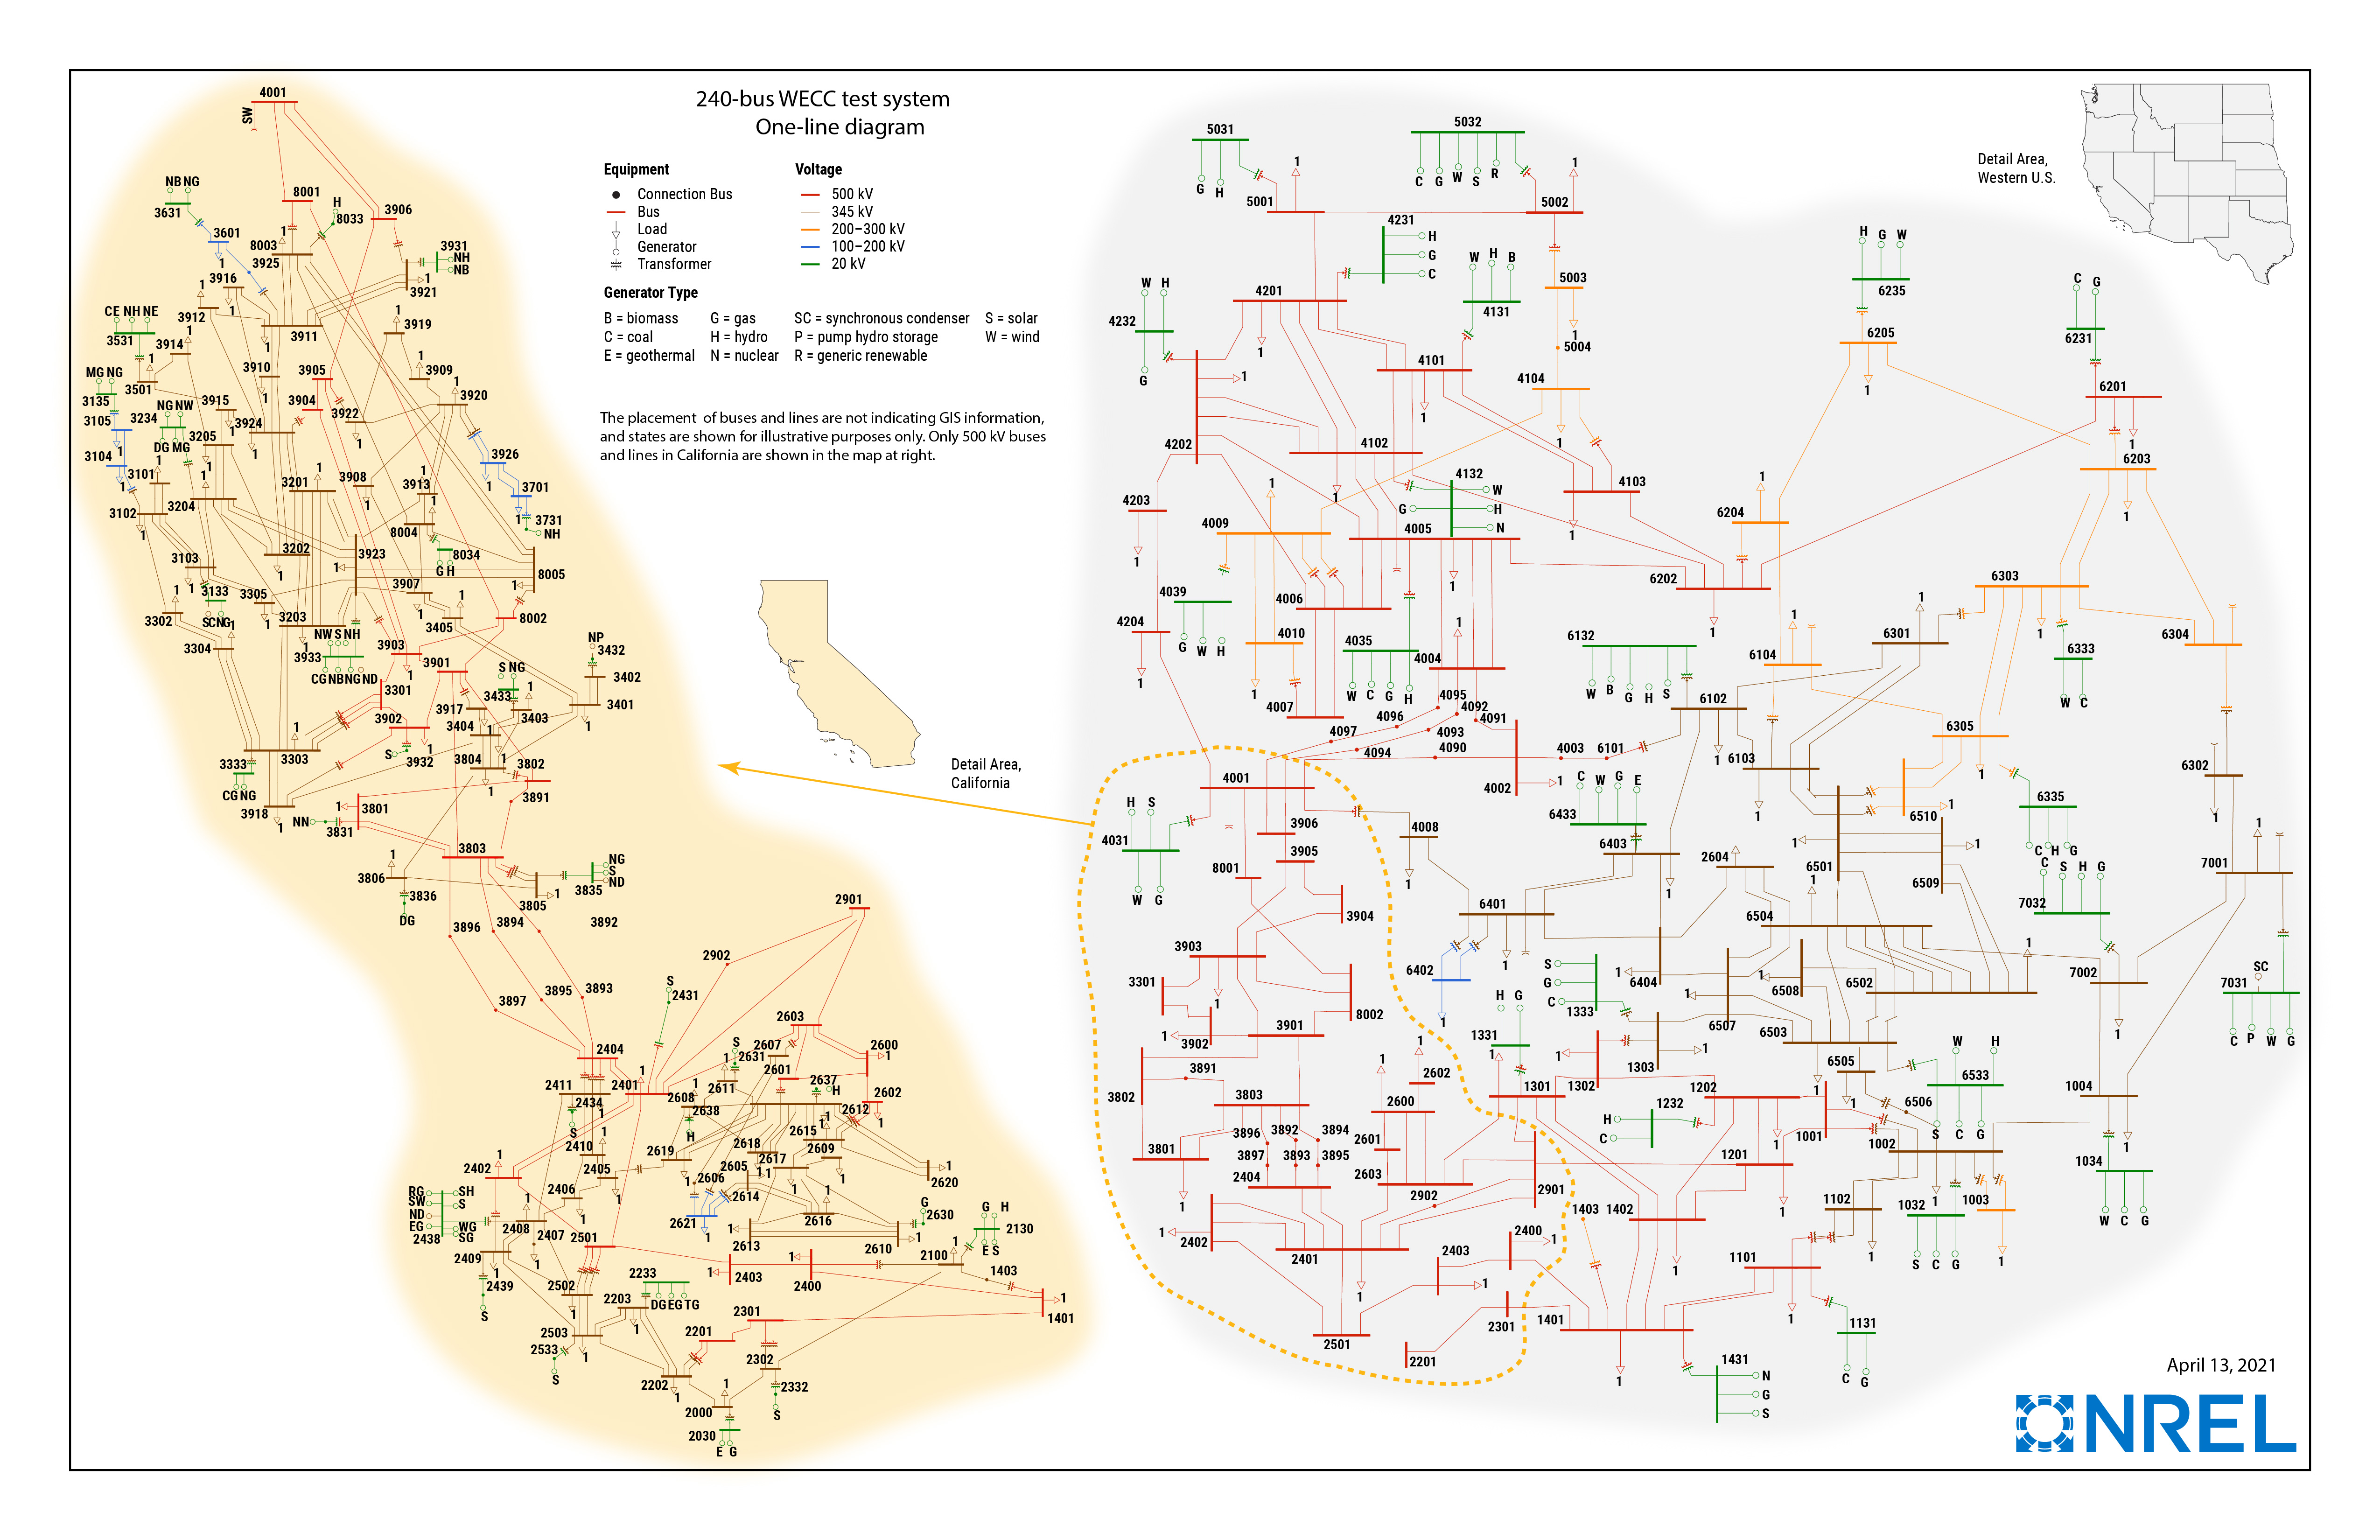 240-bus WECC test system
One-line diagram
Equipment
Connection Bus
Bus
Load
Generator
Transformer
Voltage
500 kV
345 kV
200–300 kV
100–200 kV
20 kV
Generator Type
B = biomass G = gas SC = synchronous condenser S = solar
C = coal H = hydro P = pump hydro storage W = wind
E = geothermal N = nuclear R = generic renewable
The placement of buses and lines are not indicating GIS information,
and states are shown for illustrative purposes only. Only 500 kV buses
and lines in California are shown in the map at right.
Detail Area,
California
Detail Area,
Western U.S.
4001
SW
8001
H
8033
3906
NB NG
3631
3601
8003
3925
3931
NH
NB
3921
3916
3912
3911
3919
CE NH NE
3531
3914
3910
3905
3909
MG NG
3501
3904
3920
3135
3915
3922
NG NW
3105
3234
3924
3205
DG MG
3104
3101
3926
3201
3908
3913
3701
3102
3204
3731
NH
8004
3202
3923
8034
G H
3103
8005
3907
3133
3305
SC NG
3302
3203
3405
8002
NW S NH
3304
3933
3903
NP
3432
CG NB NG ND
3901
S NG
3402
3301
3433
3917
3401
3902
3404
3403
S
3932
3303
3333
3804
3802
CG NG
3918
3801
3891
NN
3831
3803
3806
NG
S
ND
3835
3836
3805
DG
3896
3894
3892
2901
2902
3897
3895
3893
S
2431
2603
2404
2607
2600
S
2631
2601
2411
2401
2611
2637
H
2434
2608
2602
S
2638
2612
H
2615
2410
2618
2609
2619
2617
2402
2405
2605
2606
2620
2406
2614
RG SH
SW S
ND
EG WG
SG
2438
2621
2616
G
2630
G H
2130
E S
2408
2407
2501
2613
2610
2100
2409
2403
2400
1403
2439
2502
2233
DG EG TG
S
2203
2301
1401
2503
2201
2533
2302
S
2202
2332
2000
S
2030
E G
5031
G H
5032
C G W S R
5001
5002
4231
H
G
C
W H B
4131
5003
W H
4232
G
4201
5004
4101
4104
4202
4102
4132
W
G H
N
4103
4203
4009
4005
4039
G W H
4006
4204
4010
4035
W C G H
4004
4007
4095
4092
4096
4091
4097
4093
4094
4090
4003
6101
4002
H G W
6235
6205
C G
6231
6201
6203
6204
6202
6303
6132
W B G H S
6301
6304
6104
6333
W C
6102
6305
6103
6302
C W G E
6433
6335
C H G
6510
4001
H S
4031
W G
3906
4008
8001
3905
6403
2604
6501
7001
C S H G
7032
6509
3904
6401
6504
3903
6402
S
G
C
1333
6404
6508
6502
7002
SC
7031
C P W G
3301
8002
H G
1331
6507
6503
3902
3901
3891
1303
W H
6533
S C G
6505
2602
1301
1302
1202
1004
3802
3803
2600
1232
H
C
6506
3896
3892
3894
2601
1001
1002
3801
3897
3893
3895
2603
1201
1034
W C G
2404
2902
2901
1102
1032
S C G
1003
2402
1403
1402
2401
2403
2400
1101
2501
2301
1401
2201
1131
C G
1431
N
G
S
April 13, 2021
NREL